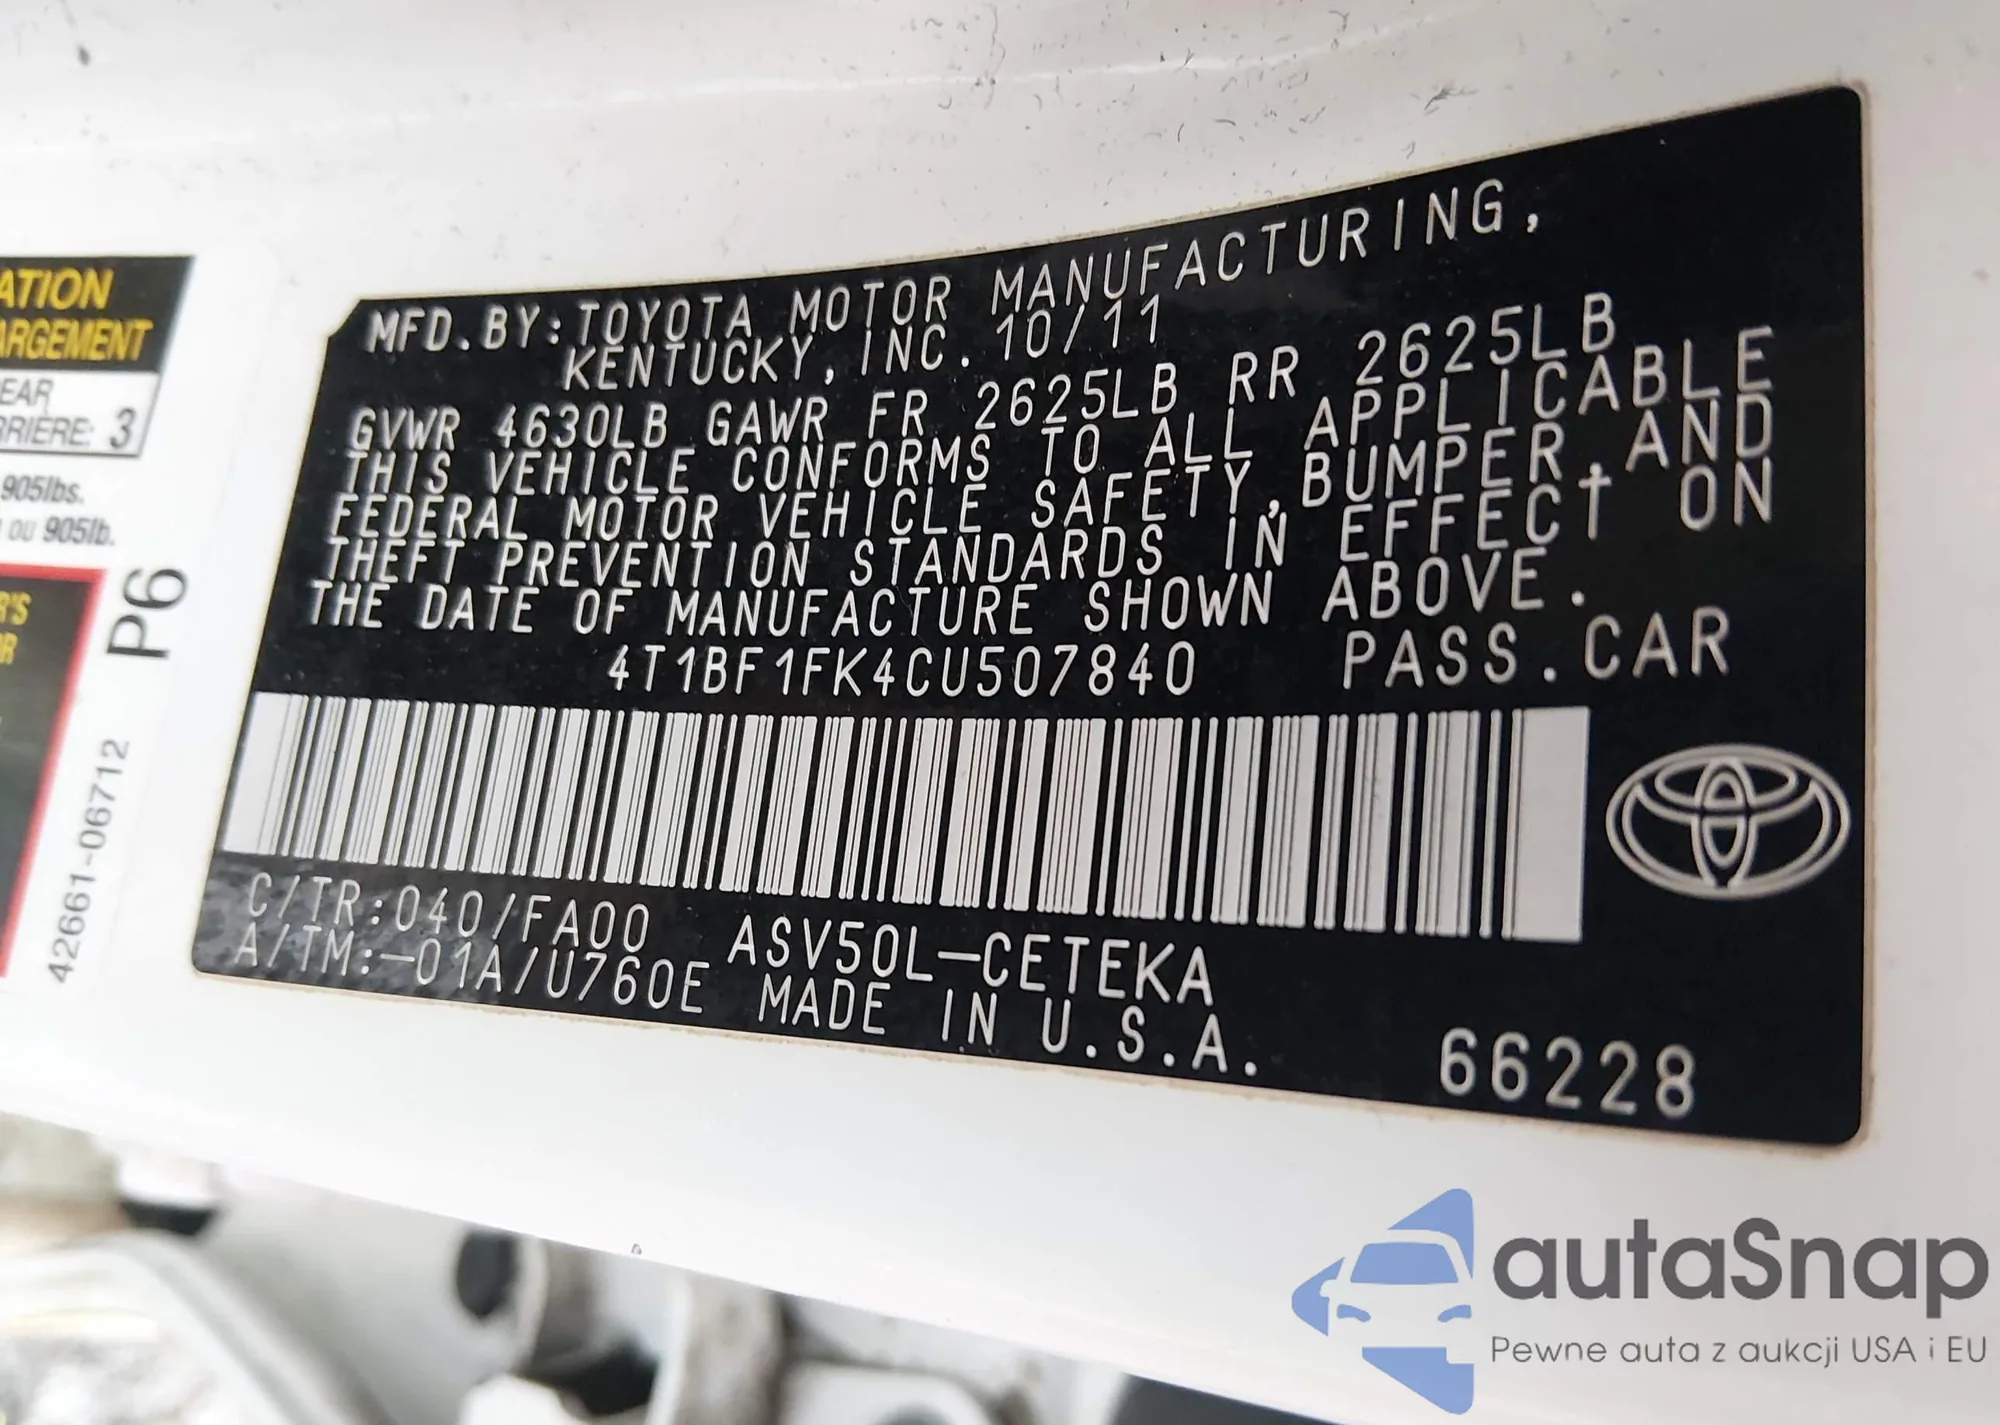 MFD.BY:TOYOTA MOTOR MANUFACTURING,
KENTUCKY, INC. 10/11
GVWR 4630LB GAWR FR 2625LB RR 2625LB
THIS VEHICLE CONFORMS TO ALL APPLICABLE
FEDERAL MOTOR VEHICLE SAFETY,BUMPER,AND
THEFT PREVENTION STANDARDS IN EFFECT ON
THE DATE OF MANUFACTURE SHOWN ABOVE.
4T1BF1FK4CU507840 PASS.CAR
C/TR:040/FA00 ASV50L-CETEKA
A/TM:-01A/U760E MADE IN U.S.A.
66228
ATION
ARGEMENT
EAR
RRIERE: 3
905lbs.
ou 905lb.
R'S
OR
P6
42661-06712
autaSnap
Pewne auta z aukcji USA i EU